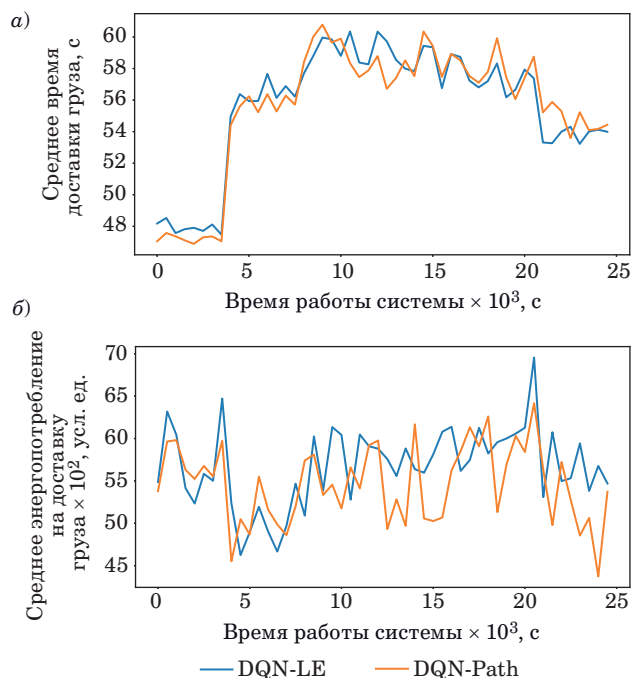 а)
Среднее время
доставки груза, с
60
58
56
54
52
50
48
0 5 10 15 20 25
Время работы системы × 10³, с
б)
Среднее энергопотребление
на доставку
груза × 10², усл. ед.
70
65
60
55
50
45
0 5 10 15 20 25
Время работы системы × 10³, с
DQN-LE DQN-Path